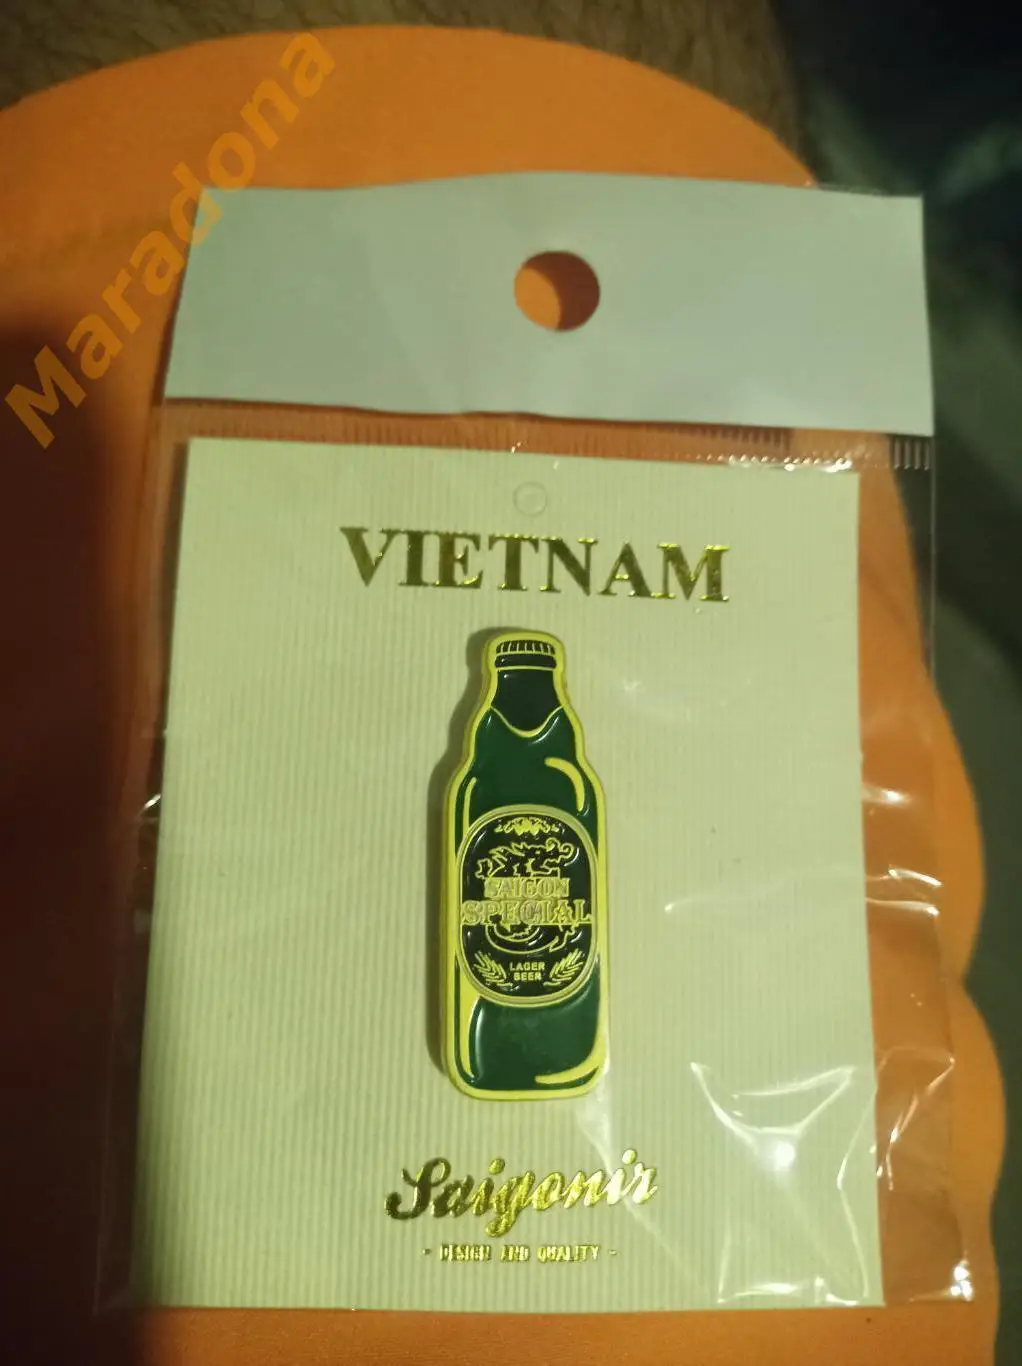 Maradona
VIETNAM
SAIGON
SPECIAL
LAGER
BEER
Saigonir
- DESIGN AND QUALITY -